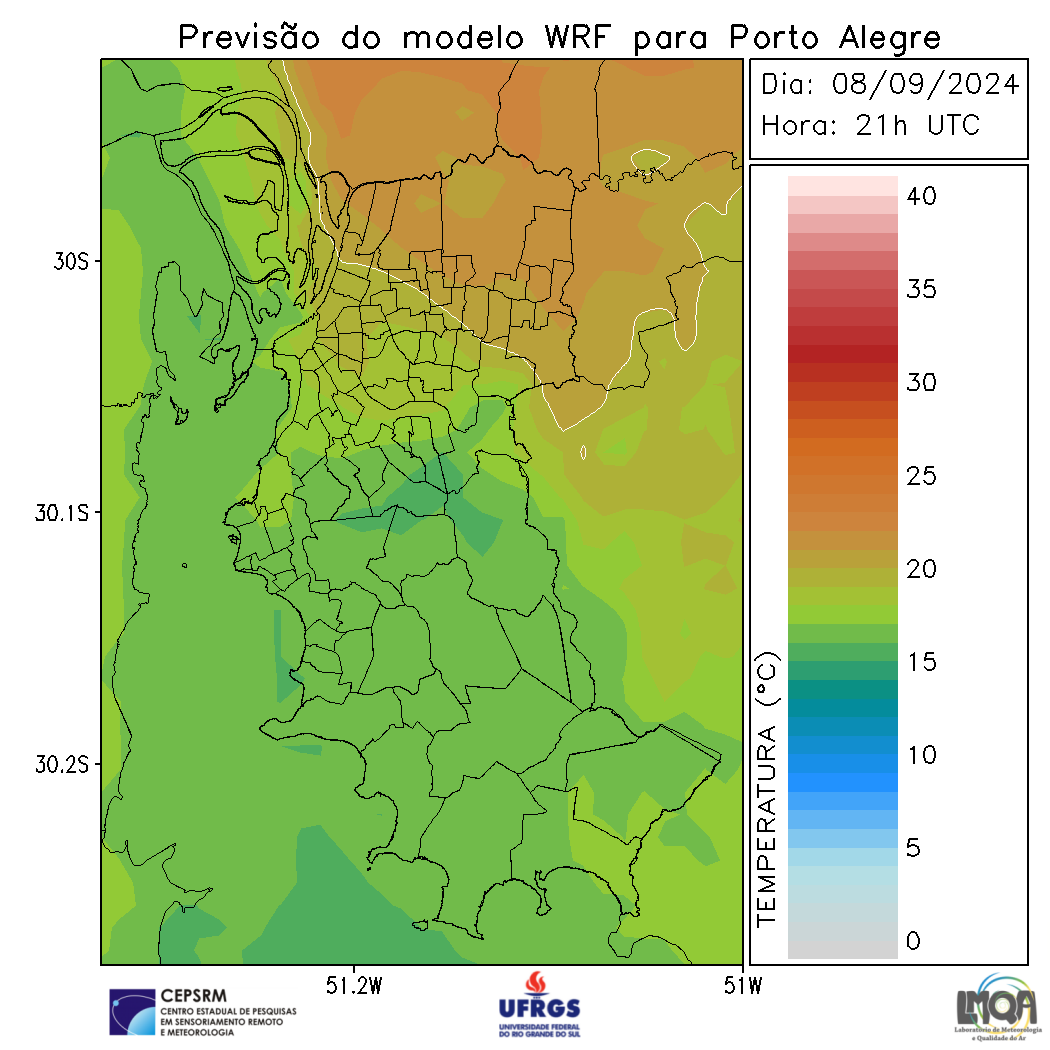 Previsão do modelo WRF para Porto Alegre
Dia: 08/09/2024
Hora: 21h UTC
40
35
30
25
20
15
10
5
0
TEMPERATURA (°C)
30S
30.1S
30.2S
51.2W
51W
CEPSRM
CENTRO ESTADUAL DE PESQUISAS
EM SENSORIAMENTO REMOTO
E METEOROLOGIA
UFRGS
UNIVERSIDADE FEDERAL
DO RIO GRANDE DO SUL
LMQA
Laboratório de Meteorologia
e Qualidade do Ar